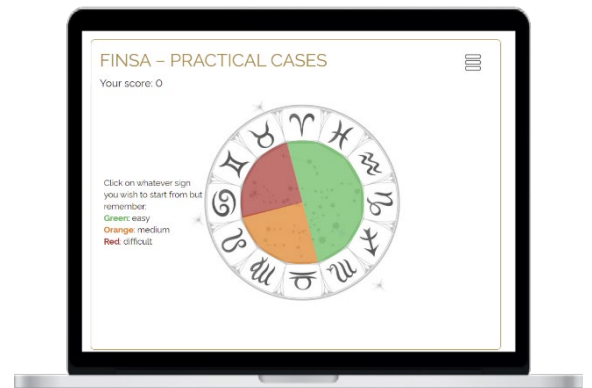 FINSA – PRACTICAL CASES
Your score: 0
Click on whatever sign
you wish to start from but
remember:
Green: easy
Orange: medium
Red: difficult